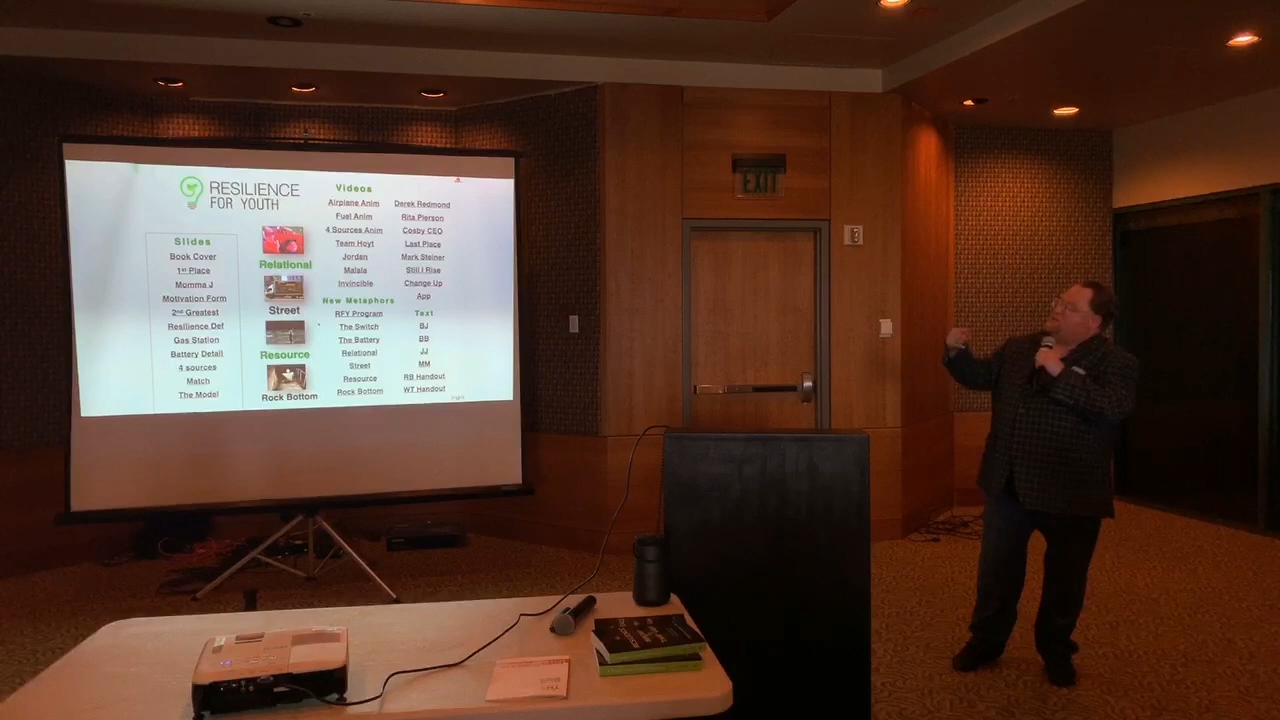 RESILIENCE
FOR YOUTH
Slides
Book Cover
1st Place
Momma J
Motivation Form
2nd Greatest
Resilience Def
Gas Station
Battery Detail
4 sources
Match
The Model
Relational
Street
Resource
Rock Bottom
Videos
Airplane Anim
Fuel Anim
4 Sources Anim
Team Hoyt
Jordan
Malala
Invincible
Derek Redmond
Rita Pierson
Cosby CEO
Last Place
Mark Steiner
Still I Rise
Change Up
App
New Metaphors
RFY Program
The Switch
The Battery
Relational
Street
Resource
Rock Bottom
Text
BJ
BB
JJ
MM
RB Handout
WT Handout
EXIT